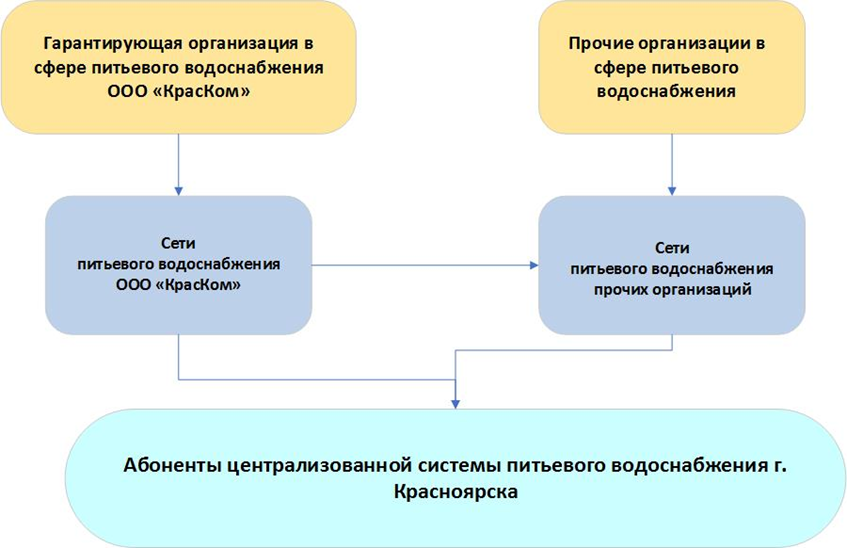 Гарантирующая организация в
сфере питьевого водоснабжения
ООО «КрасКом»
Прочие организации в
сфере питьевого
водоснабжения
Сети
питьевого водоснабжения
ООО «КрасКом»
Сети
питьевого водоснабжения
прочих организаций
Абоненты централизованной системы питьевого водоснабжения г.
Красноярска